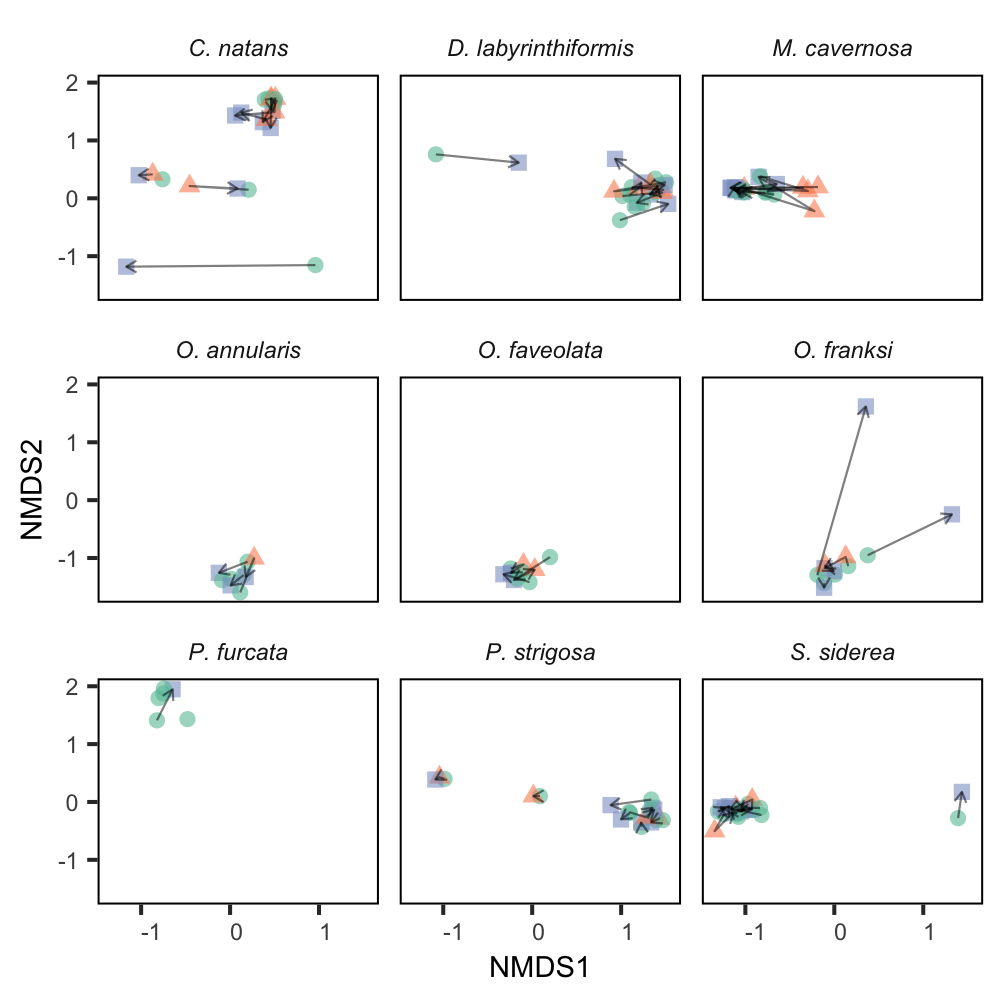 C. natans D. labyrinthiformis M. cavernosa
2
1
0
-1
O. annularis O. faveolata O. franksi
2
1
0
-1
NMDS2
P. furcata P. strigosa S. siderea
2
1
0
-1
-1 0 1 -1 0 1 -1 0 1
NMDS1